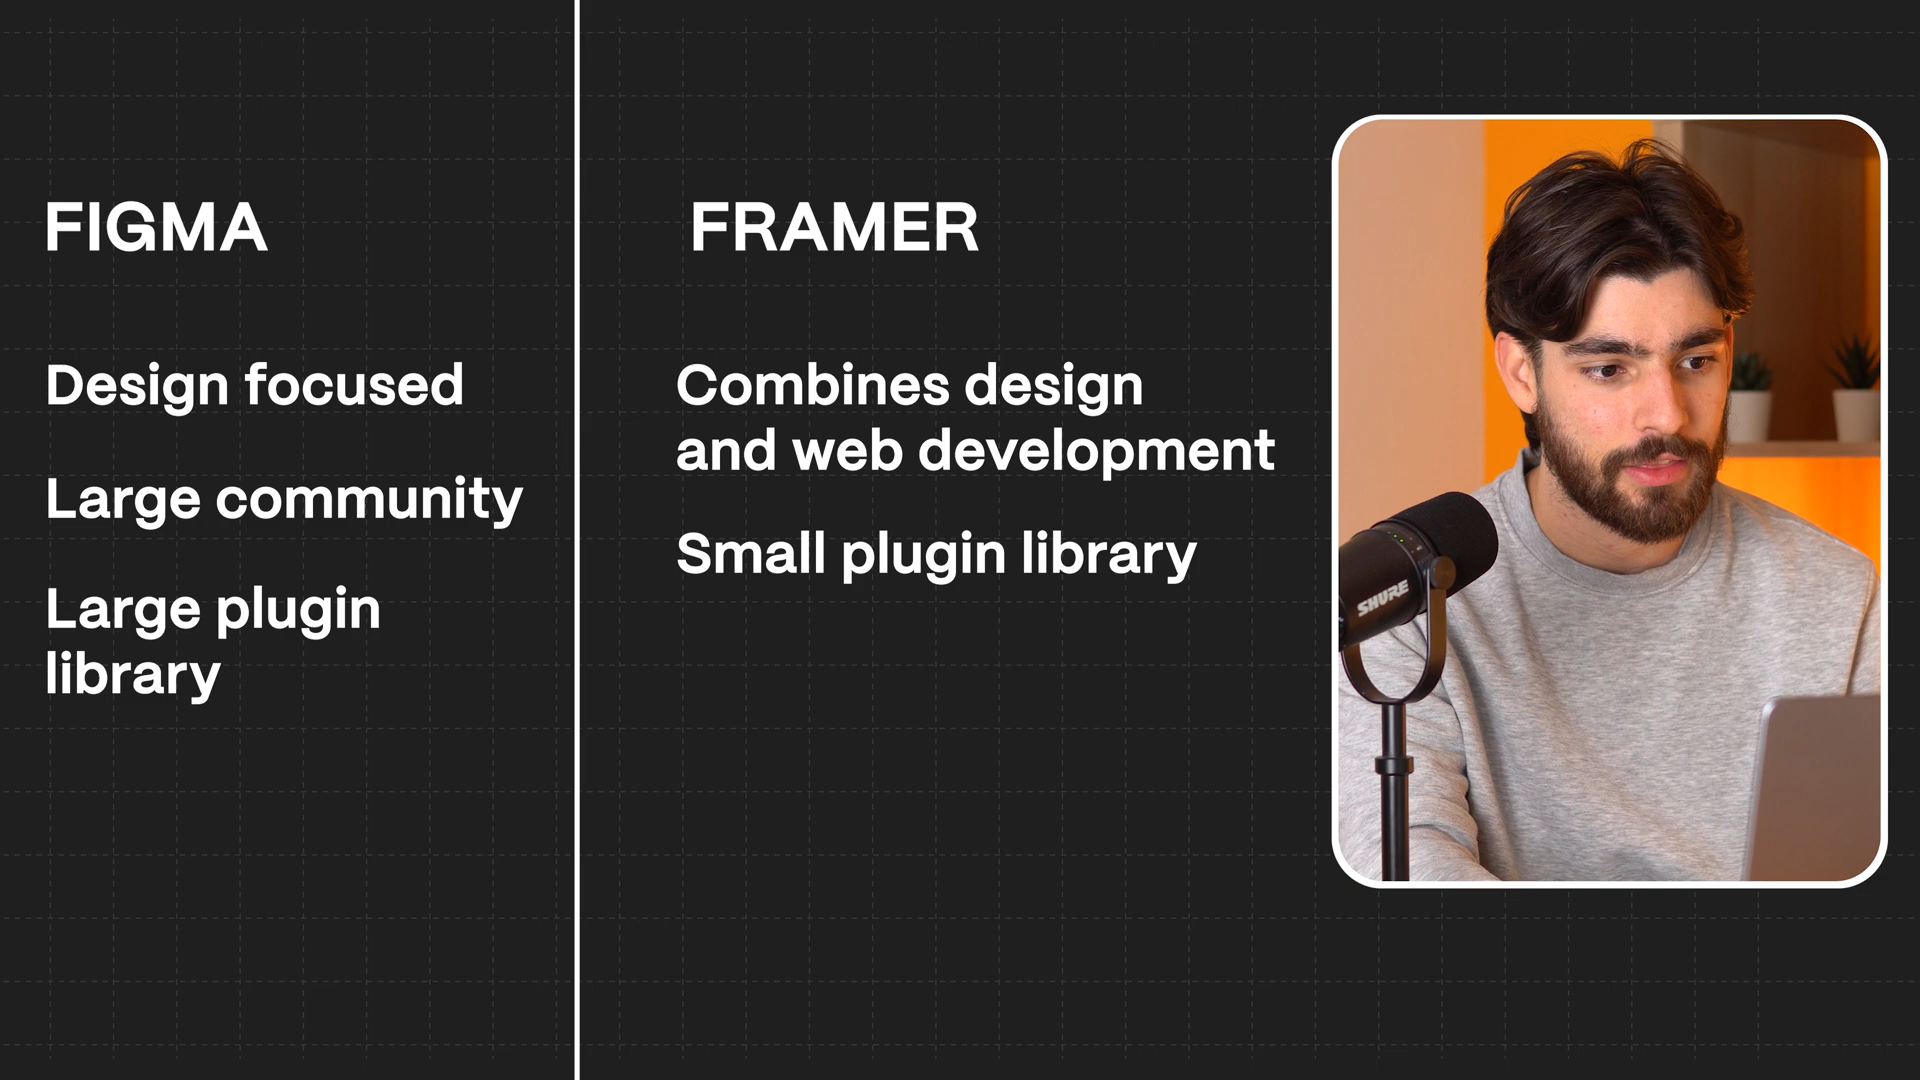 FIGMA
Design focused
Large community
Large plugin
library
FRAMER
Combines design
and web development
Small plugin library
SHURE